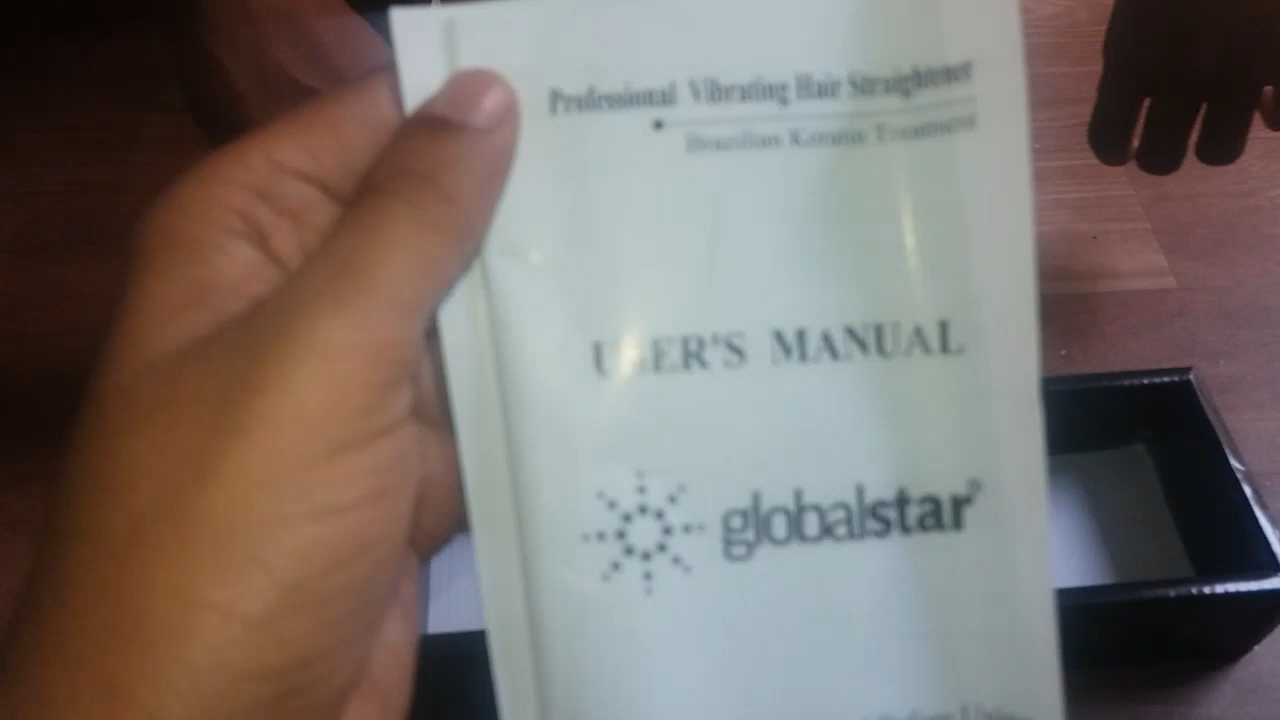 Professional Vibrating Hair Straightener
Brazilian Keratin Treatment
USER'S MANUAL
globalstar®